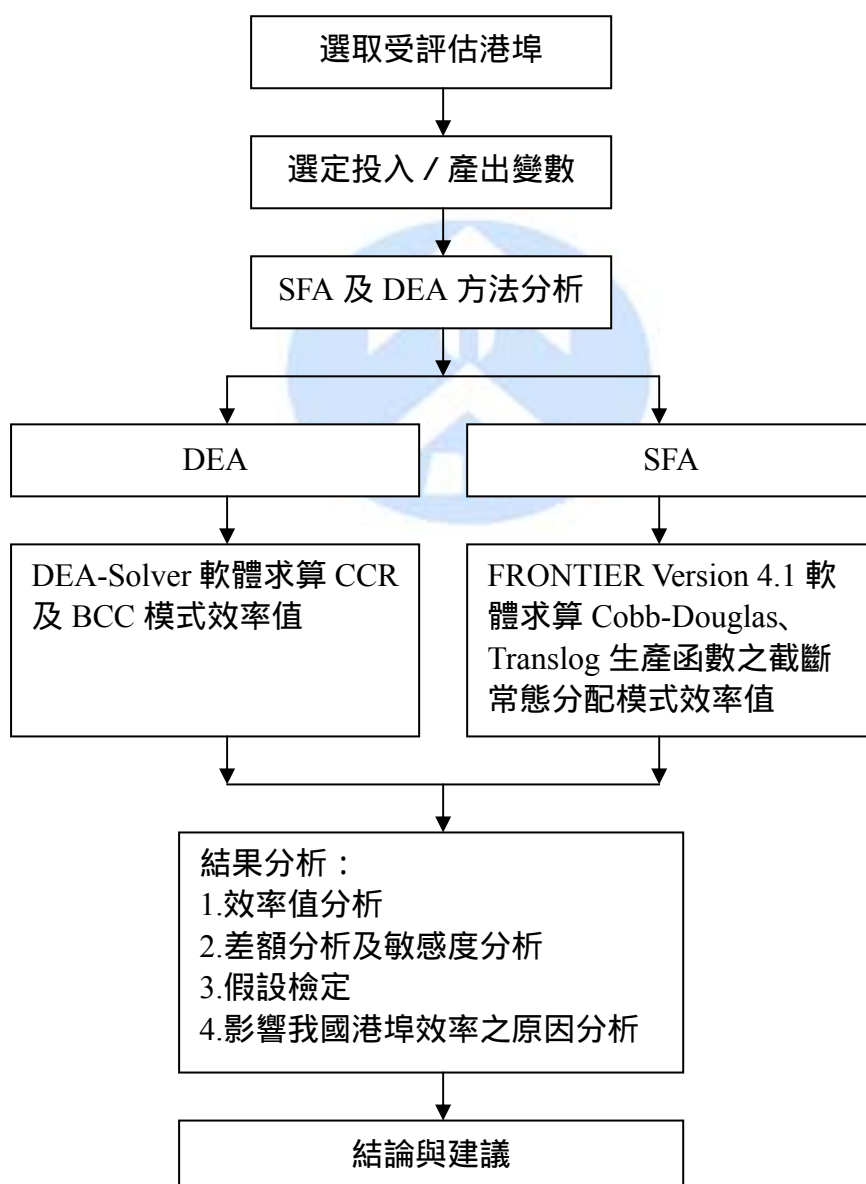 選取受評估港埠
選定投入 / 產出變數
SFA 及 DEA 方法分析
DEA
SFA
DEA-Solver 軟體求算 CCR
及 BCC 模式效率值
FRONTIER Version 4.1 軟
體求算 Cobb-Douglas、
Translog 生產函數之截斷
常態分配模式效率值
結果分析：
1.效率值分析
2.差額分析及敏感度分析
3.假設檢定
4.影響我國港埠效率之原因分析
結論與建議